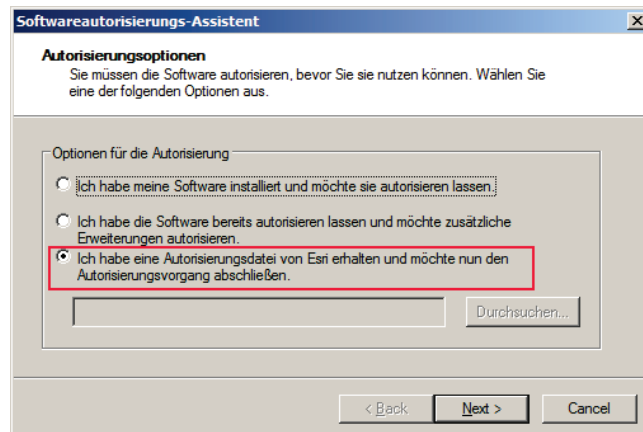 Softwareautorisierungs-Assistent
Autorisierungsoptionen
Sie müssen die Software autorisieren, bevor Sie sie nutzen können. Wählen Sie
eine der folgenden Optionen aus.
Optionen für die Autorisierung
Ich habe meine Software installiert und möchte sie autorisieren lassen.
Ich habe die Software bereits autorisieren lassen und möchte zusätzliche
Erweiterungen autorisieren.
Ich habe eine Autorisierungsdatei von Esri erhalten und möchte nun den
Autorisierungsvorgang abschließen.
Durchsuchen...
< Back
Next >
Cancel